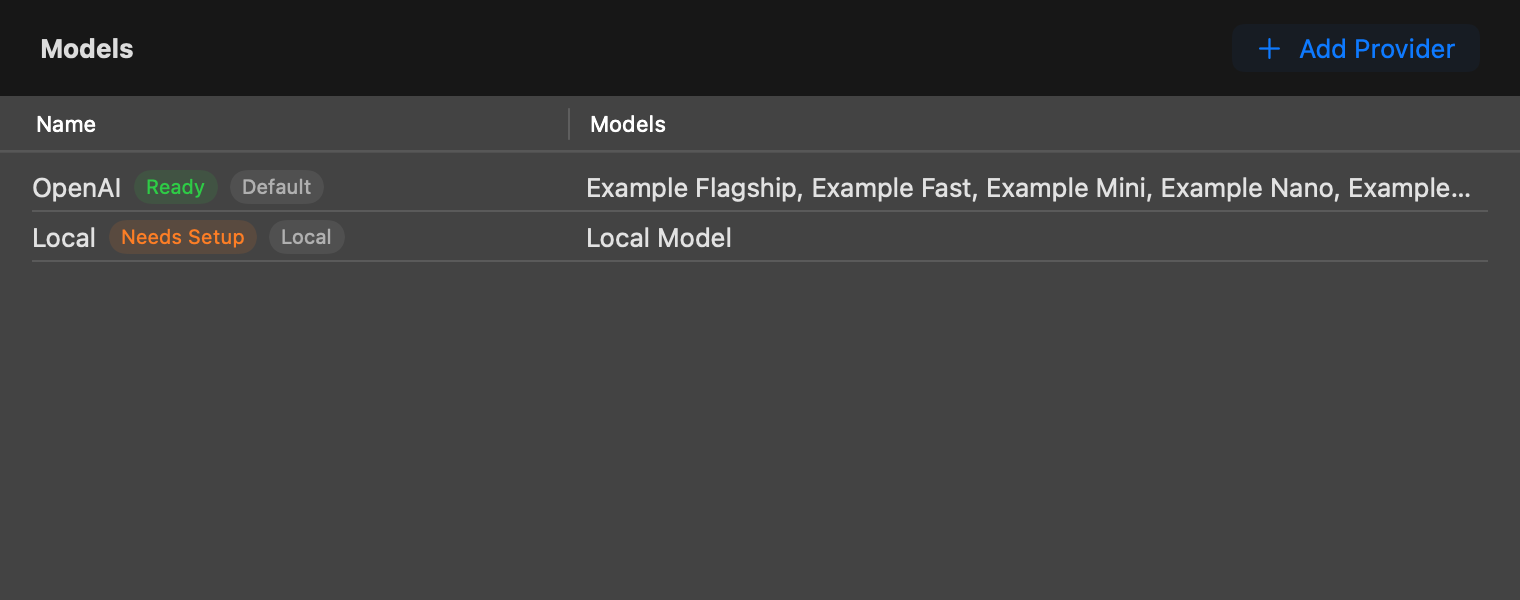 Models
+ Add Provider
Name Models
OpenAI Ready Default Example Flagship, Example Fast, Example Mini, Example Nano, Example...
Local Needs Setup Local Local Model